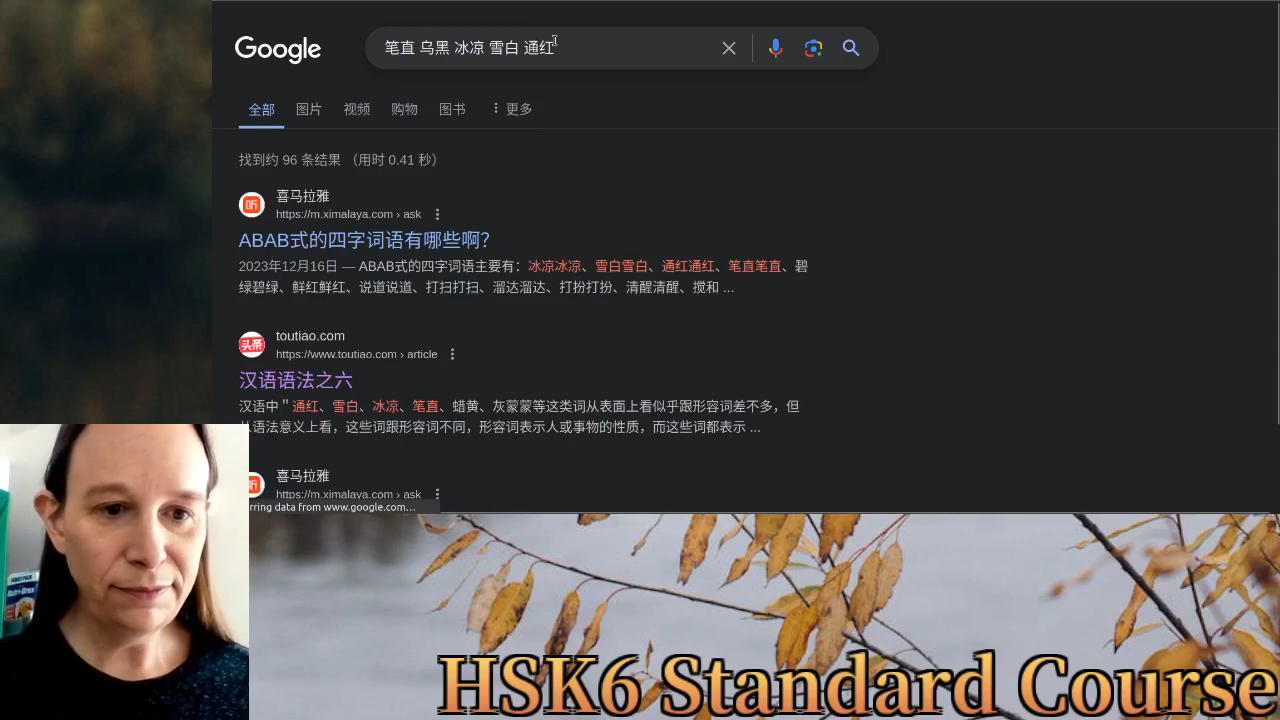 Google
笔直 乌黑 冰凉 雪白 通红
全部 图片 视频 购物 图书 更多
找到约 96 条结果 （用时 0.41 秒）
喜马拉雅
https://m.ximalaya.com › ask
ABAB式的四字词语有哪些啊？
2023年12月16日 — ABAB式的四字词语主要有：冰凉冰凉、雪白雪白、通红通红、笔直笔直、碧
绿碧绿、鲜红鲜红、说道说道、打扫打扫、溜达溜达、打扮打扮、清醒清醒、搅和 ...
头条
toutiao.com
https://www.toutiao.com › article
汉语语法之六
汉语中＂通红、雪白、冰凉、笔直、蜡黄、灰蒙蒙等这类词从表面上看似乎跟形容词差不多，但
从语法意义上看，这些词跟形容词不同，形容词表示人或事物的性质，而这些词都表示 ...
喜马拉雅
https://m.ximalaya.com › ask
rring data from www.google.com…
HSK6 Standard Course